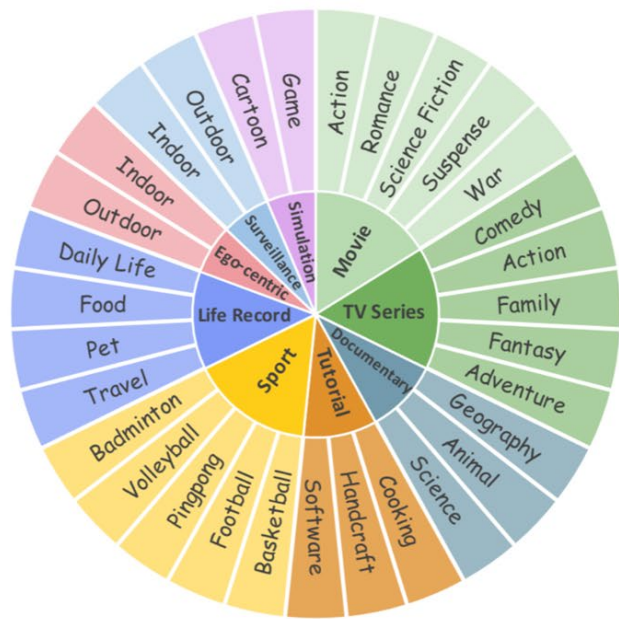 Movie
Action
Romance
Science Fiction
Suspense
War
TV Series
Comedy
Action
Family
Fantasy
Adventure
Documentary
Geography
Animal
Science
Tutorial
Cooking
Handcraft
Software
Sport
Basketball
Football
Pingpong
Volleyball
Badminton
Life Record
Travel
Pet
Food
Daily Life
Ego-centric
Outdoor
Indoor
Surveillance
Indoor
Outdoor
Simulation
Cartoon
Game